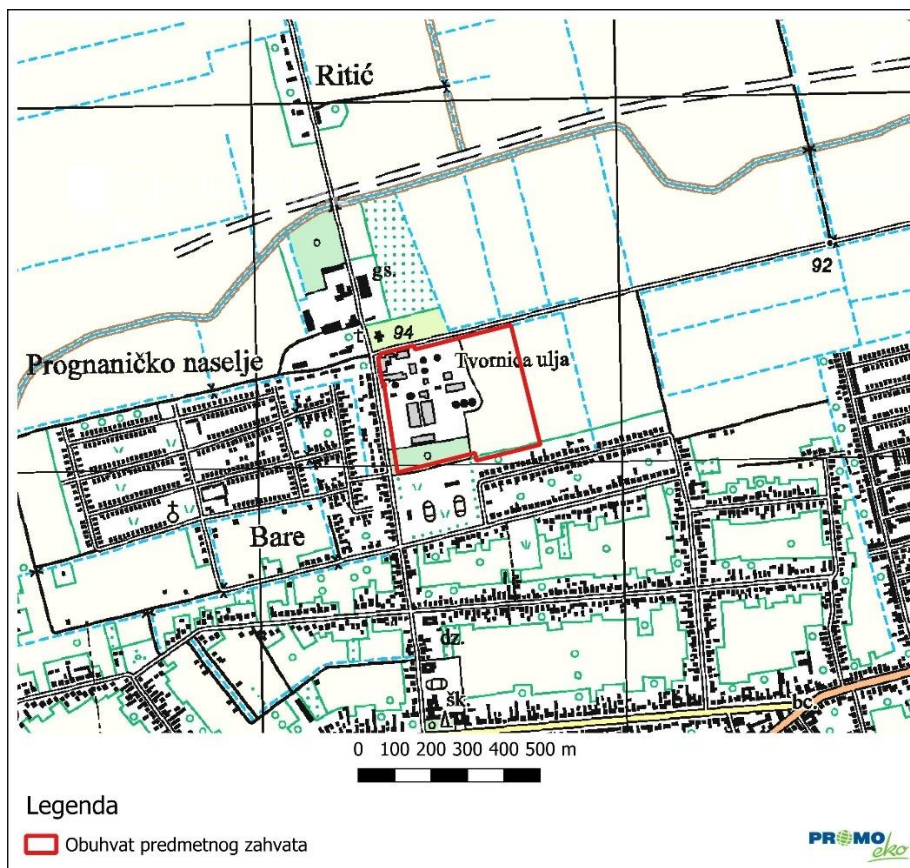 Ritić
gs.
92
94
Tvornica ulja
Prognaničko naselje
Bare
dz.
šk.
bc.
0 100 200 300 400 500 m
Legenda
Obuhvat predmetnog zahvata
PROMO
eko